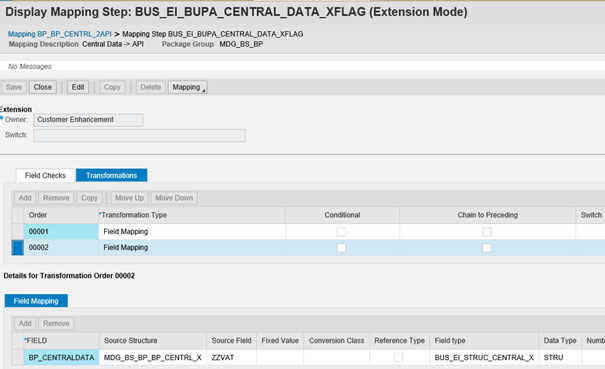 Display Mapping Step: BUS_EI_BUPA_CENTRAL_DATA_XFLAG (Extension Mode)
Mapping BP_BP_CENTRL_2API > Mapping Step BUS_EI_BUPA_CENTRAL_DATA_XFLAG
Mapping Description Central Data -> API Package Group MDG_BS_BP
No Messages
Save Close Edit Copy Delete Mapping
Extension
* Owner: Customer Enhancement
Switch:
Field Checks Transformations
Add Remove Copy Move Up Move Down
Order *Transformation Type Conditional Chain to Preceding Switch
00001 Field Mapping
00002 Field Mapping
Details for Transformation Order 00002
Field Mapping
Add Remove
*FIELD Source Structure Source Field Fixed Value Conversion Class Reference Type Field type Data Type Numb
BP_CENTRALDATA MDG_BS_BP_BP_CENTRL_X ZZVAT BUS_EI_STRUC_CENTRAL_X STRU